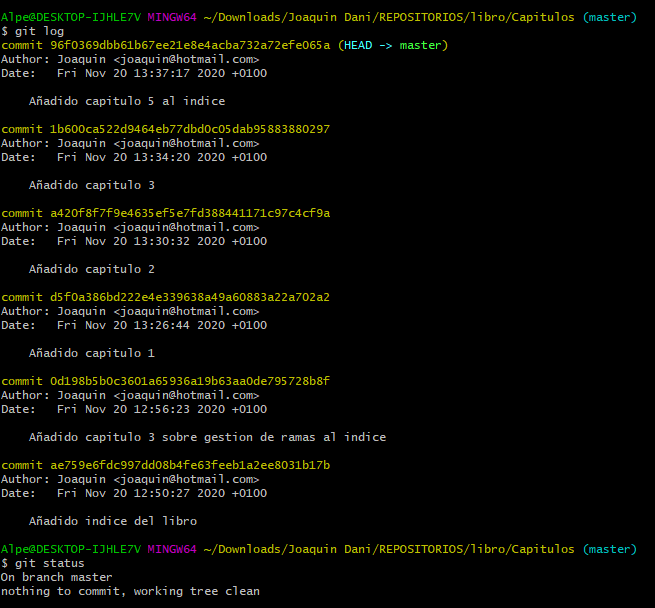 Alpe@DESKTOP-IJHLE7V MINGW64 ~/Downloads/Joaquin Dani/REPOSITORIOS/libro/Capitulos (master)
$ git log
commit 96f0369dbb61b67ee21e8e4acba732a72efe065a (HEAD -> master)
Author: Joaquin <joaquin@hotmail.com>
Date:   Fri Nov 20 13:37:17 2020 +0100
    Añadido capitulo 5 al indice
commit 1b600ca522d9464eb77dbd0c05dab95883880297
Author: Joaquin <joaquin@hotmail.com>
Date:   Fri Nov 20 13:34:20 2020 +0100
    Añadido capitulo 3
commit a420f8f7f9e4635ef5e7fd388441171c97c4cf9a
Author: Joaquin <joaquin@hotmail.com>
Date:   Fri Nov 20 13:30:32 2020 +0100
    Añadido capitulo 2
commit d5f0a386bd222e4e339638a49a60883a22a702a2
Author: Joaquin <joaquin@hotmail.com>
Date:   Fri Nov 20 13:26:44 2020 +0100
    Añadido capitulo 1
commit 0d198b5b0c3601a65936a19b63aa0de795728b8f
Author: Joaquin <joaquin@hotmail.com>
Date:   Fri Nov 20 12:56:23 2020 +0100
    Añadido capitulo 3 sobre gestion de ramas al indice
commit ae759e6fdc997dd08b4fe63feeb1a2ee8031b17b
Author: Joaquin <joaquin@hotmail.com>
Date:   Fri Nov 20 12:50:27 2020 +0100
    Añadido indice del libro
Alpe@DESKTOP-IJHLE7V MINGW64 ~/Downloads/Joaquin Dani/REPOSITORIOS/libro/Capitulos (master)
$ git status
On branch master
nothing to commit, working tree clean